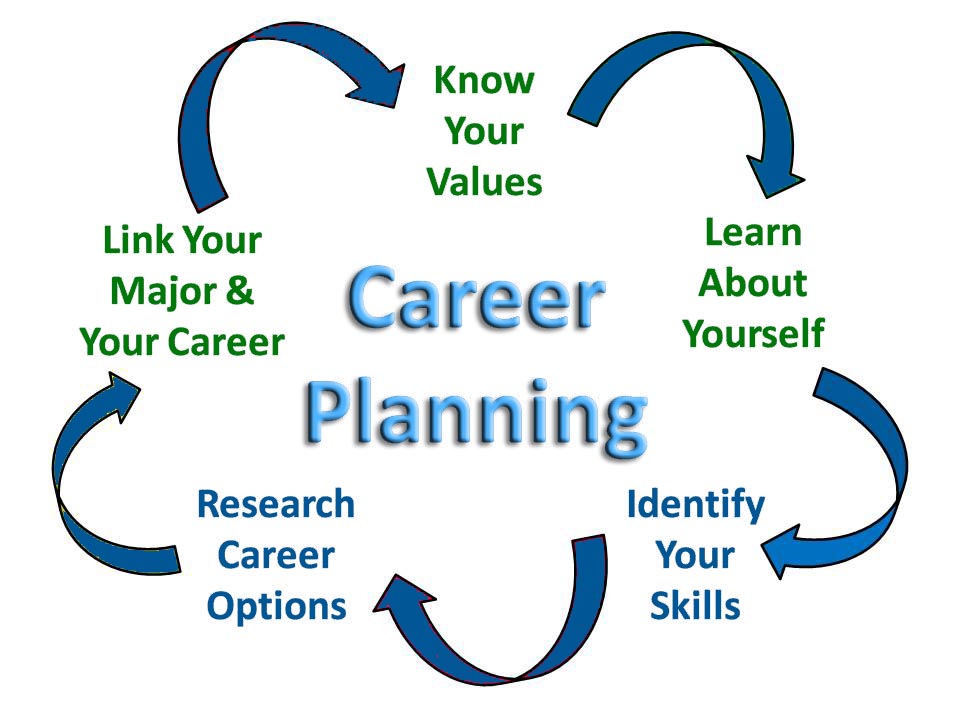 Know
Your
Values
Learn
About
Yourself
Identify
Your
Skills
Research
Career
Options
Link Your
Major &
Your Career
Career
Planning